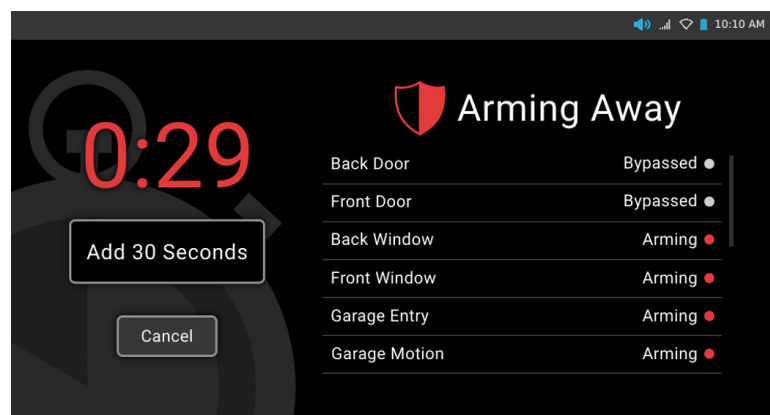 10:10 AM
0:29
Add 30 Seconds
Cancel
Arming Away
Back Door Bypassed
Front Door Bypassed
Back Window Arming
Front Window Arming
Garage Entry Arming
Garage Motion Arming